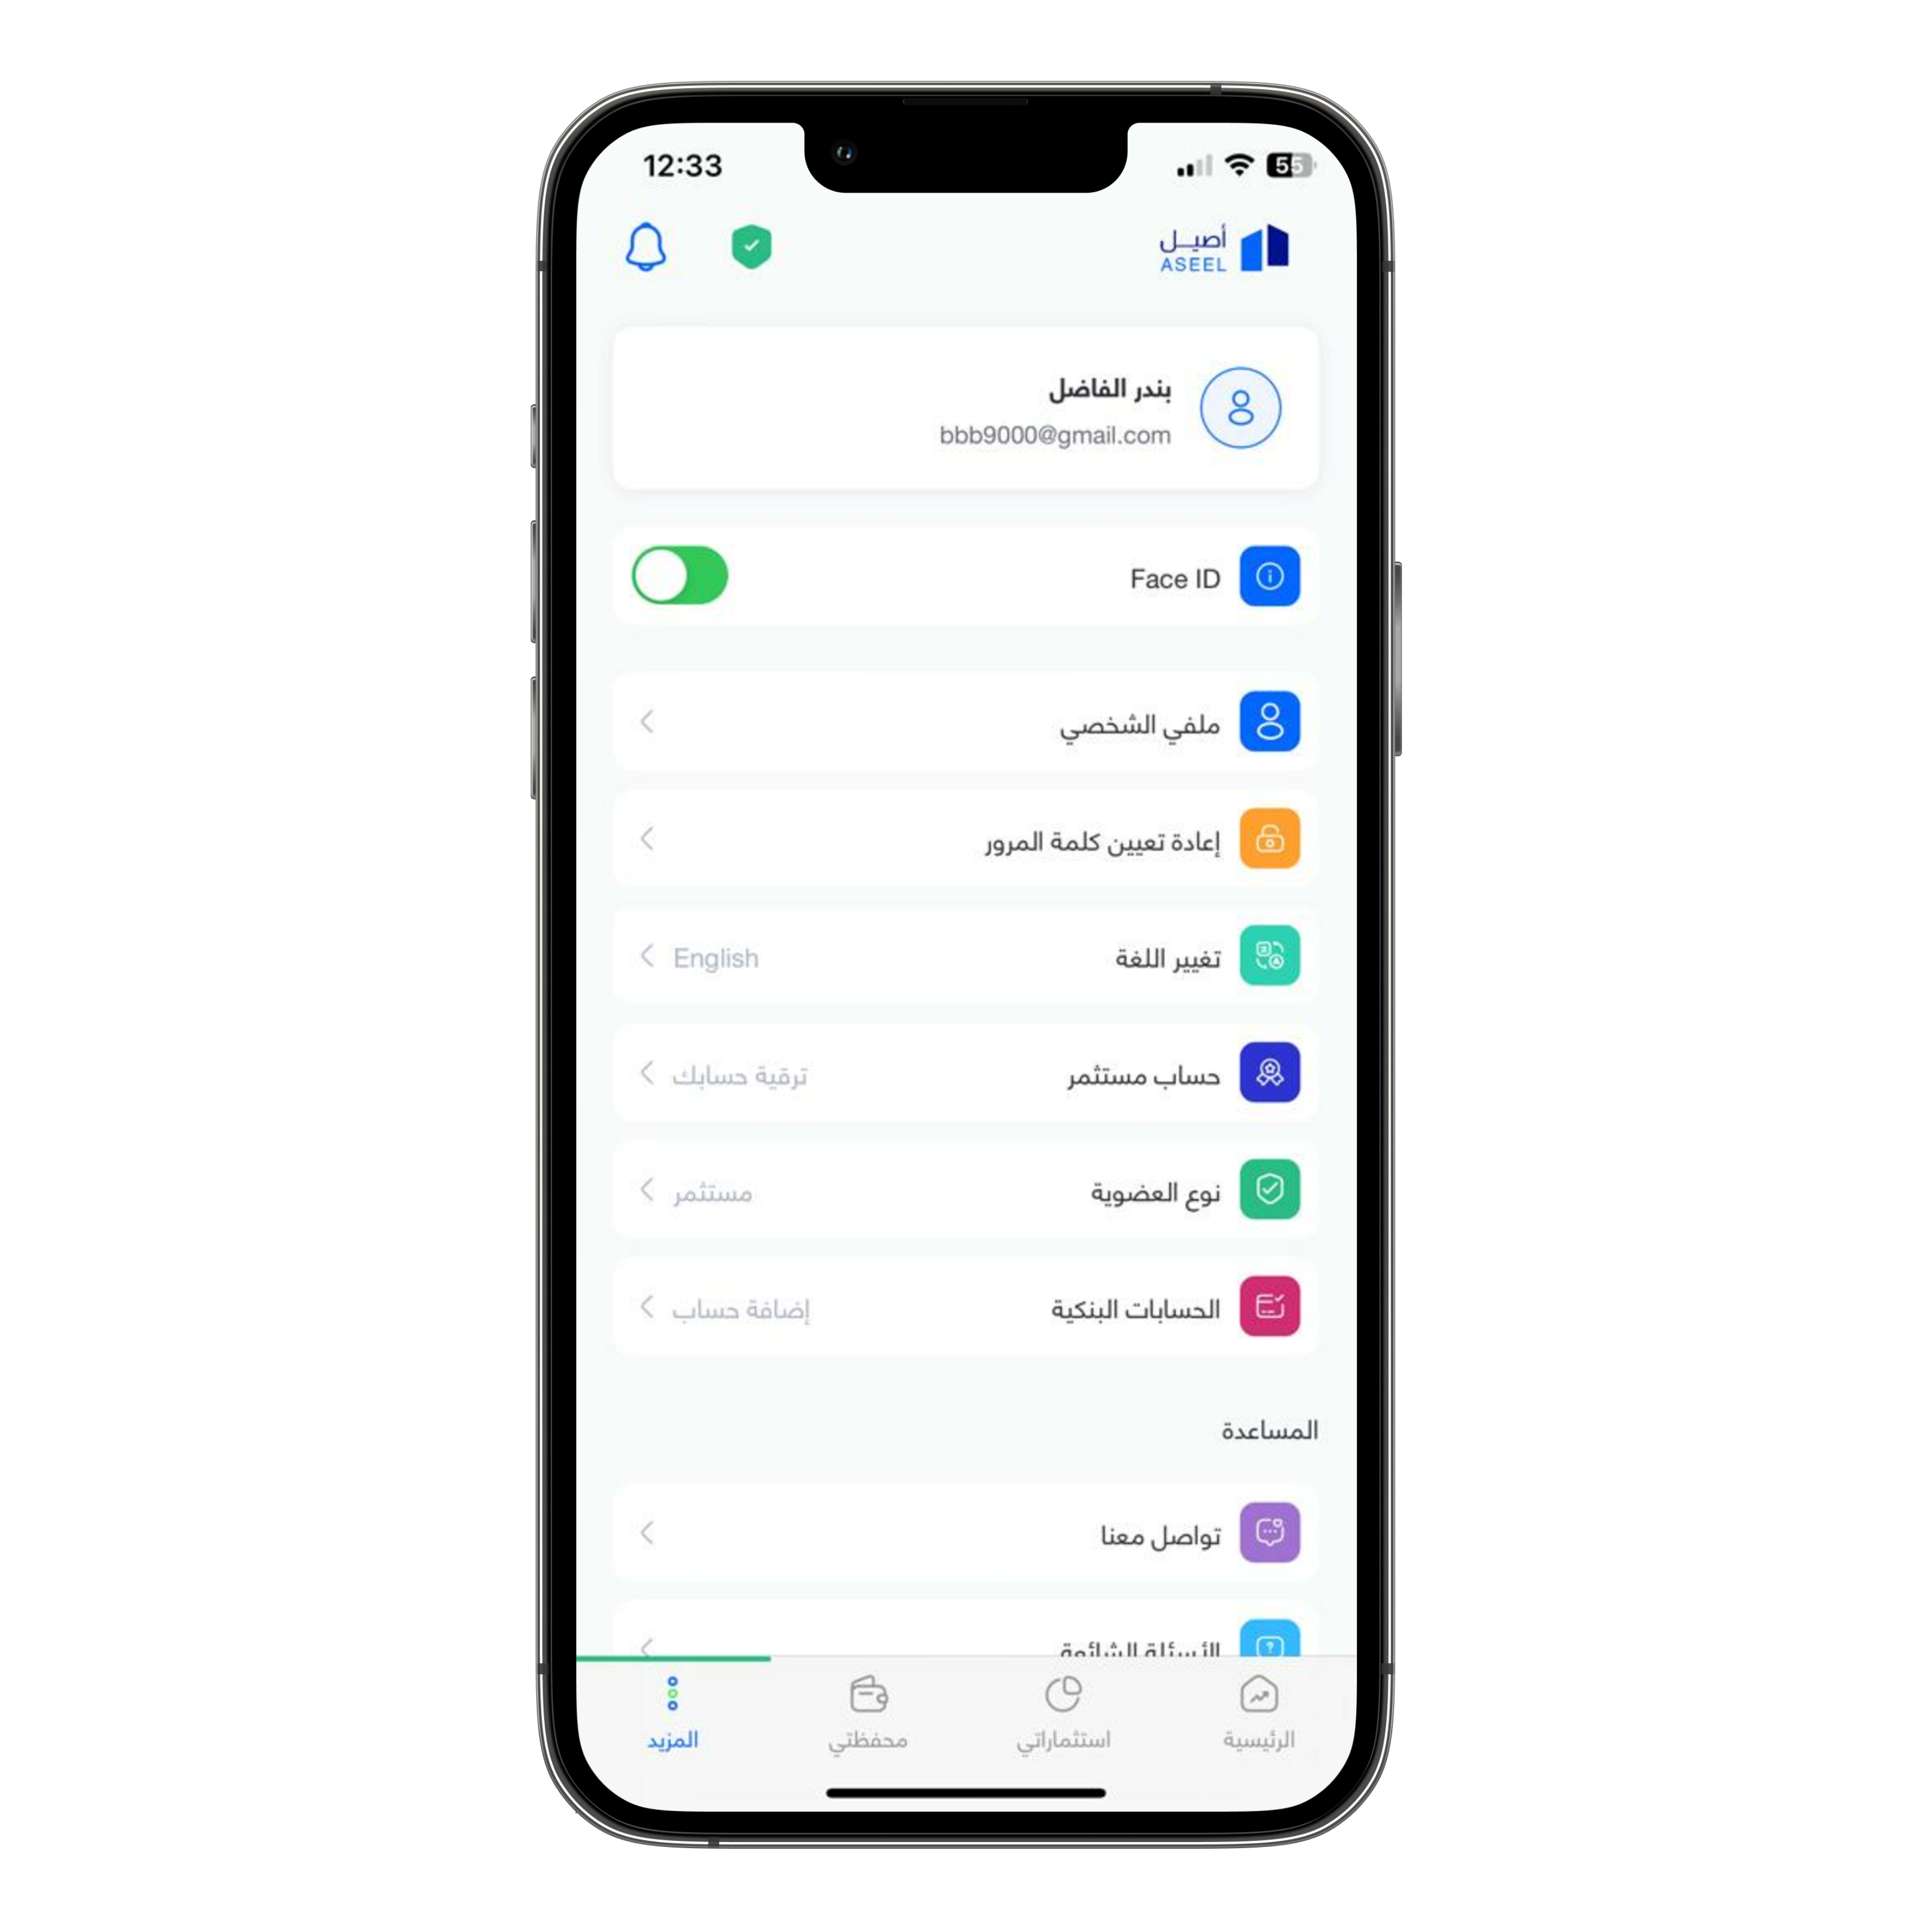 12:33
55
أصيـل
ASEEL
بندر الفاضل
bbb9000@gmail.com
Face ID
ملفي الشخصي
إعادة تعيين كلمة المرور
تغيير اللغة English
حساب مستثمر ترقية حسابك
نوع العضوية مستثمر
الحسابات البنكية إضافة حساب
المساعدة
تواصل معنا
الأسئلة الشائعة
الرئيسية استثماراتي محفظتي المزيد